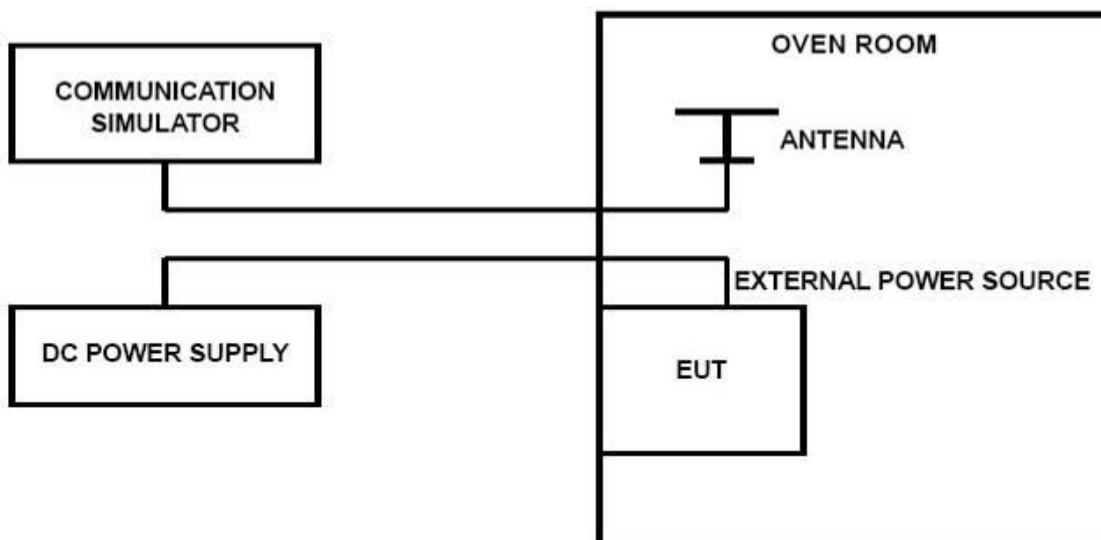 OVEN ROOM
COMMUNICATION
SIMULATOR
ANTENNA
EXTERNAL POWER SOURCE
DC POWER SUPPLY
EUT